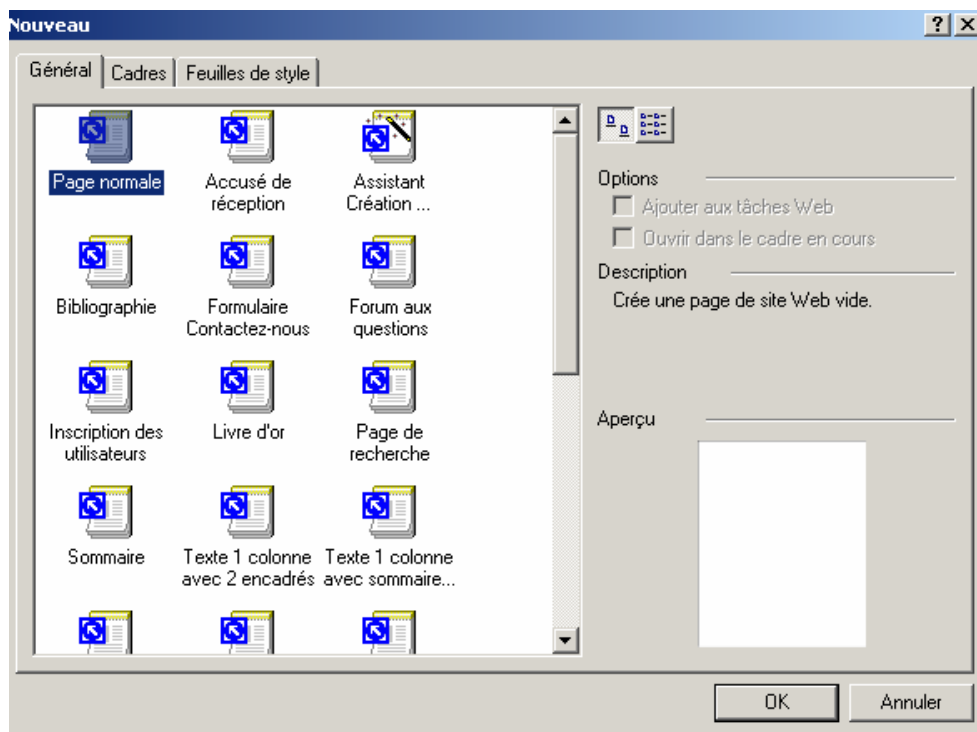 Nouveau
Général
Cadres
Feuilles de style
Page normale
Accusé de
réception
Assistant
Création ...
Bibliographie
Formulaire
Contactez-nous
Forum aux
questions
Inscription des
utilisateurs
Livre d'or
Page de
recherche
Sommaire
Texte 1 colonne
avec 2 encadrés
Texte 1 colonne
avec sommaire...
Options
Ajouter aux tâches Web
Ouvrir dans le cadre en cours
Description
Crée une page de site Web vide.
Aperçu
OK
Annuler